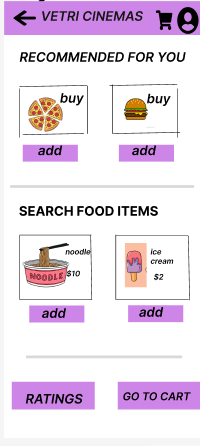 VETRI CINEMAS
RECOMMENDED FOR YOU
buy
buy
add
add
SEARCH FOOD ITEMS
noodle
$10
NOODLE
ice
cream
$2
add
add
RATINGS
GO TO CART